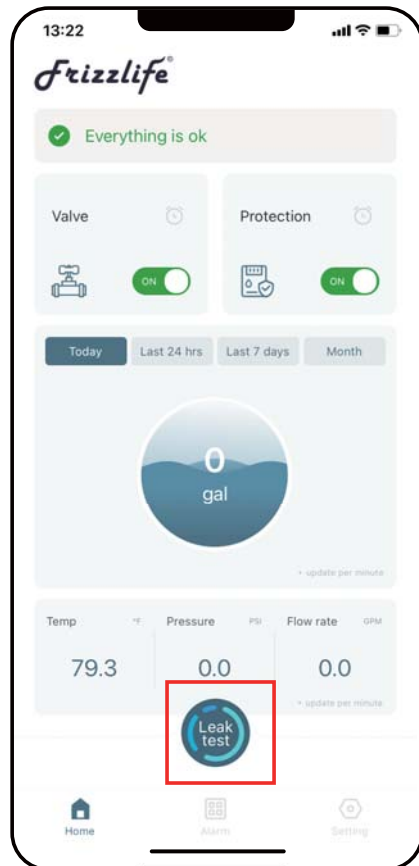 13:22
Frizzlife®
Everything is ok
Valve
Protection
ON
ON
Today Last 24 hrs Last 7 days Month
0
gal
* update per minute
Temp °F Pressure PSI Flow rate GPM
79.3 0.0 0.0
* update per minute
Leak
test
Home Alarm Setting